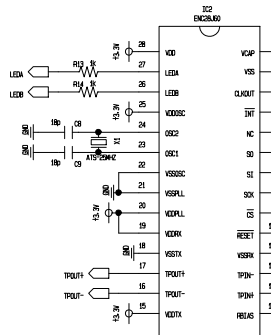 IC2
ENC28J60
+3.3V 28 VDD VCAP
LEDA R13 1k 27 LEDA VSS
LEDB R14 1k 26 LEDB CLKOUT
+3.3V 25 VDDOSC INT
GND 18p C8 24 OSC2 NC
X1
ATS-25MHZ
GND 18p C9 23 OSC1 SO
22 VSSOSC SI
GND 21 VSSPLL SCK
+3.3V 20 VDDPLL CS
19 VDDRX RESET
GND 18 VSSTX VSSRX
TPOUT+ 17 TPOUT+ TPIN-
TPOUT- 16 TPOUT- TPIN+
+3.3V 15 VDDTX RBIAS